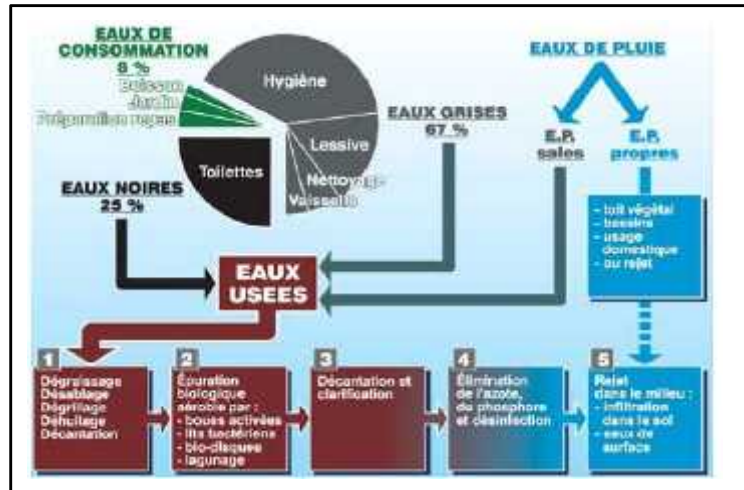 EAUX DE
CONSOMMATION
8 %
Boisson
Jardin
Préparation repas
Hygiène
Lessive
Nettoyage
Vaisselle
Toilettes
EAUX NOIRES
25 %
EAUX GRISES
67 %
EAUX DE PLUIE
E.P.
sales
E.P.
propres
- toit végétal
- bassins
- usage
domestique
- ou rejet
EAUX
USEES
1
Dégraissage
Désablage
Dégrillage
Déhuilage
Décantation
2
Épuration
biologique
aérobie par :
- boues activées
- lits bactériens
- bio-disques
- lagunage
3
Décantation et
clarification
4
Élimination
de l'azote,
du phosphore
et désinfection
5
Rejet
dans le milieu :
- infiltration
dans le sol
- eaux de
surface